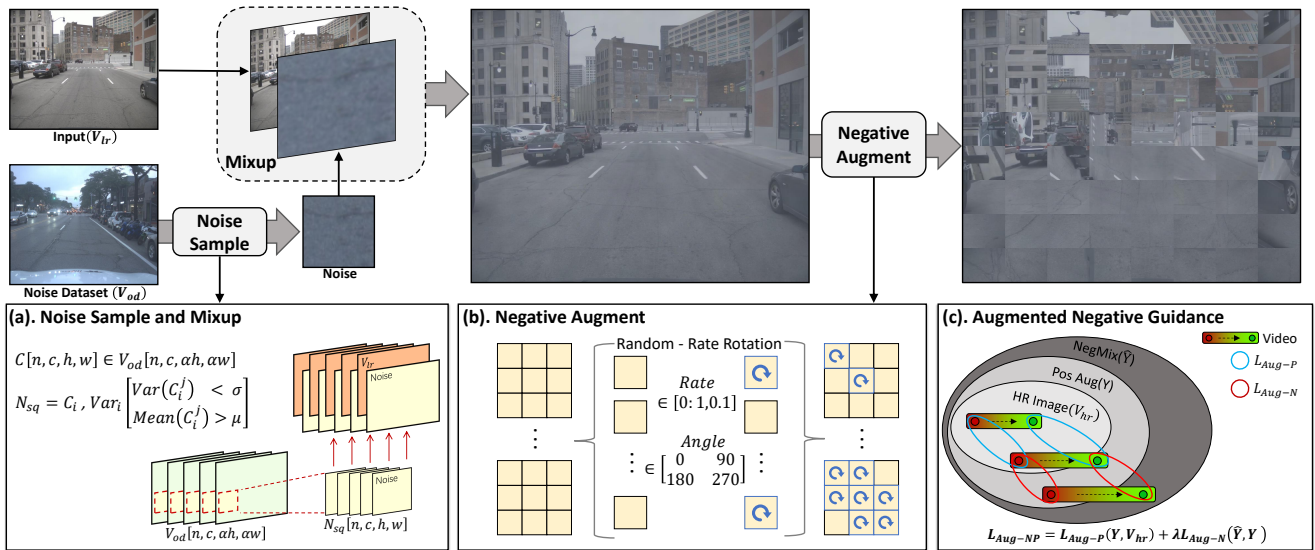 Input(V_lr)
Mixup
Noise Sample
Noise
Noise Dataset (V_od)
Negative Augment
(a). Noise Sample and Mixup
C[n, c, h, w] ∈ V_od[n, c, αh, αw]
N_sq = C_i , Var_i [Var(C_i^j) < σ
Mean(C_i^j) > μ]
V_lr
Noise
Noise
V_od[n, c, αh, αw]
N_sq[n, c, h, w]
(b). Negative Augment
Random - Rate Rotation
Rate
∈ [0: 1,0.1]
Angle
∈ [0 90
180 270]
(c). Augmented Negative Guidance
NegMix(Ŷ)
Pos Aug(Y)
HR Image(V_hr)
Video
L_Aug-P
L_Aug-N
L_Aug-NP = L_Aug-P(Y, V_hr) + λL_Aug-N(Ŷ, Y)